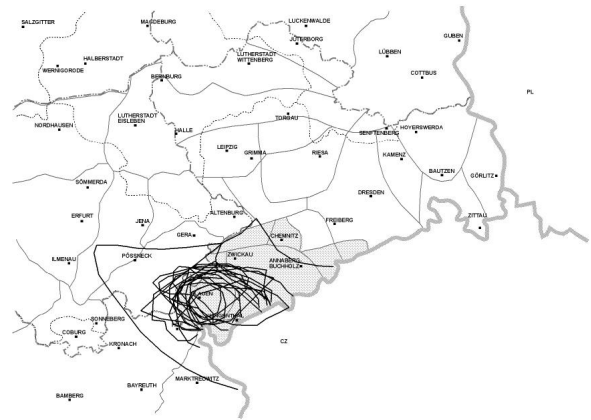 SALZGITTER
MAGDEBURG
LUCKENWALDE
JÜTERBORG
GUBEN
LÜBBEN
HALBERSTADT
WERNIGORODE
LUTHERSTADT
WITTENBERG
BERNBURG
COTTBUS
PL
LUTHERSTADT
EISLEBEN
TORGAU
NORDHAUSEN
HALLE
SENFTENBERG
HOYERSWERDA
LEIPZIG
GRIMMA
RIESA
KAMENZ
BAUTZEN
GÖRLITZ
SÖMMERDA
DRESDEN
ERFURT
JENA
ALTENBURG
FREIBERG
ZITTAU
GERA
CHEMNITZ
ILMENAU
PÖSSNECK
ZWICKAU
ANNABERG
BUCHHOLZ
SONNEBERG
COBURG
KRONACH
CZ
BAYREUTH
MARKTREDWITZ
BAMBERG